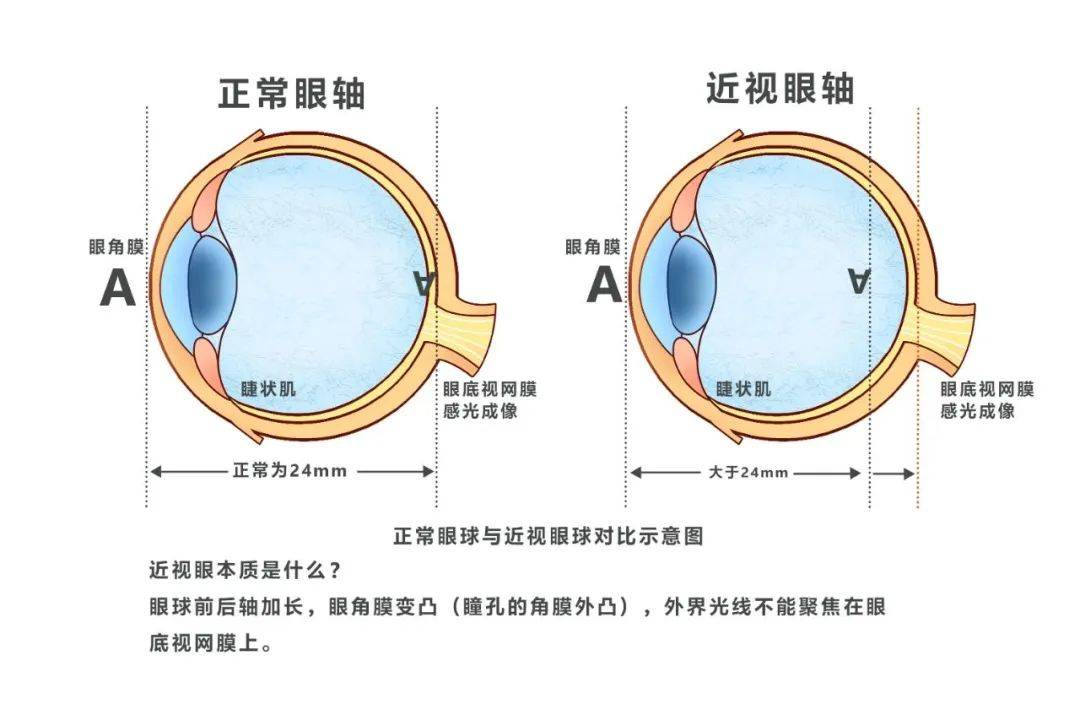 正常眼轴
近视眼轴
眼角膜
A
A
睫状肌
眼底视网膜
感光成像
正常为24mm
眼角膜
A
A
睫状肌
眼底视网膜
感光成像
大于24mm
正常眼球与近视眼球对比示意图
近视眼本质是什么？
眼球前后轴加长，眼角膜变凸（瞳孔的角膜外凸），外界光线不能聚焦在眼
底视网膜上。